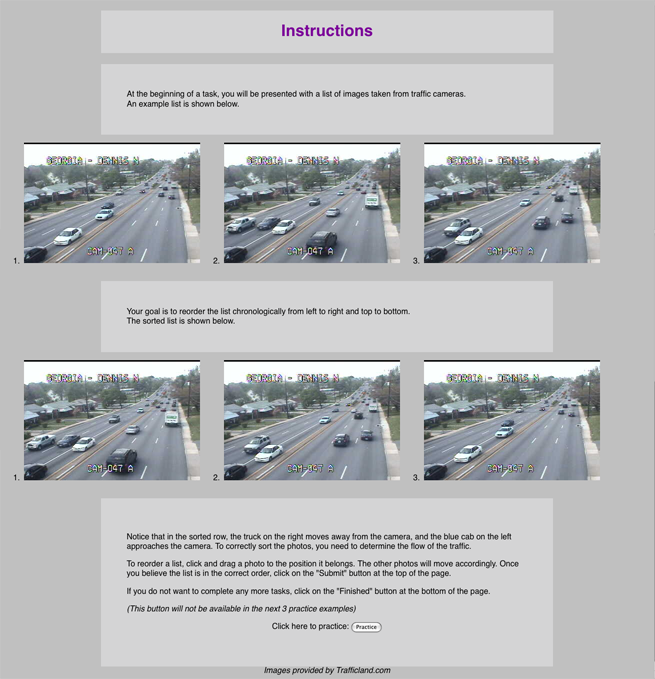 Instructions
At the beginning of a task, you will be presented with a list of images taken from traffic cameras.
An example list is shown below.
GEORGIA - DENNIS N
GEORGIA - DENNIS N
GEORGIA - DENNIS N
CAM-047 A
CAM-047 A
CAM-047 A
1.
2.
3.
Your goal is to reorder the list chronologically from left to right and top to bottom.
The sorted list is shown below.
GEORGIA - DENNIS N
GEORGIA - DENNIS N
GEORGIA - DENNIS N
CAM-047 A
CAM-047 A
CAM-047 A
1.
2.
3.
Notice that in the sorted row, the truck on the right moves away from the camera, and the blue cab on the left
approaches the camera. To correctly sort the photos, you need to determine the flow of the traffic.
To reorder a list, click and drag a photo to the position it belongs. The other photos will move accordingly. Once
you believe the list is in the correct order, click on the "Submit" button at the top of the page.
If you do not want to complete any more tasks, click on the "Finished" button at the bottom of the page.
(This button will not be available in the next 3 practice examples)
Click here to practice: Practice
Images provided by Trafficland.com